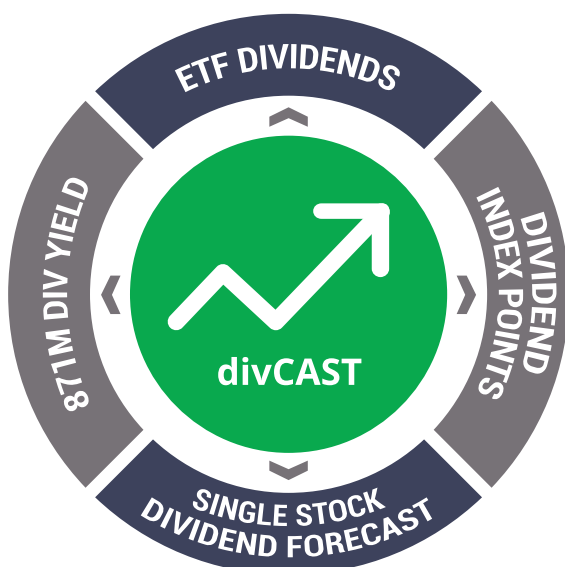 ETF DIVIDENDS
871M DIV YIELD
DIVIDEND
INDEX POINTS
divCAST
SINGLE STOCK
DIVIDEND FORECAST